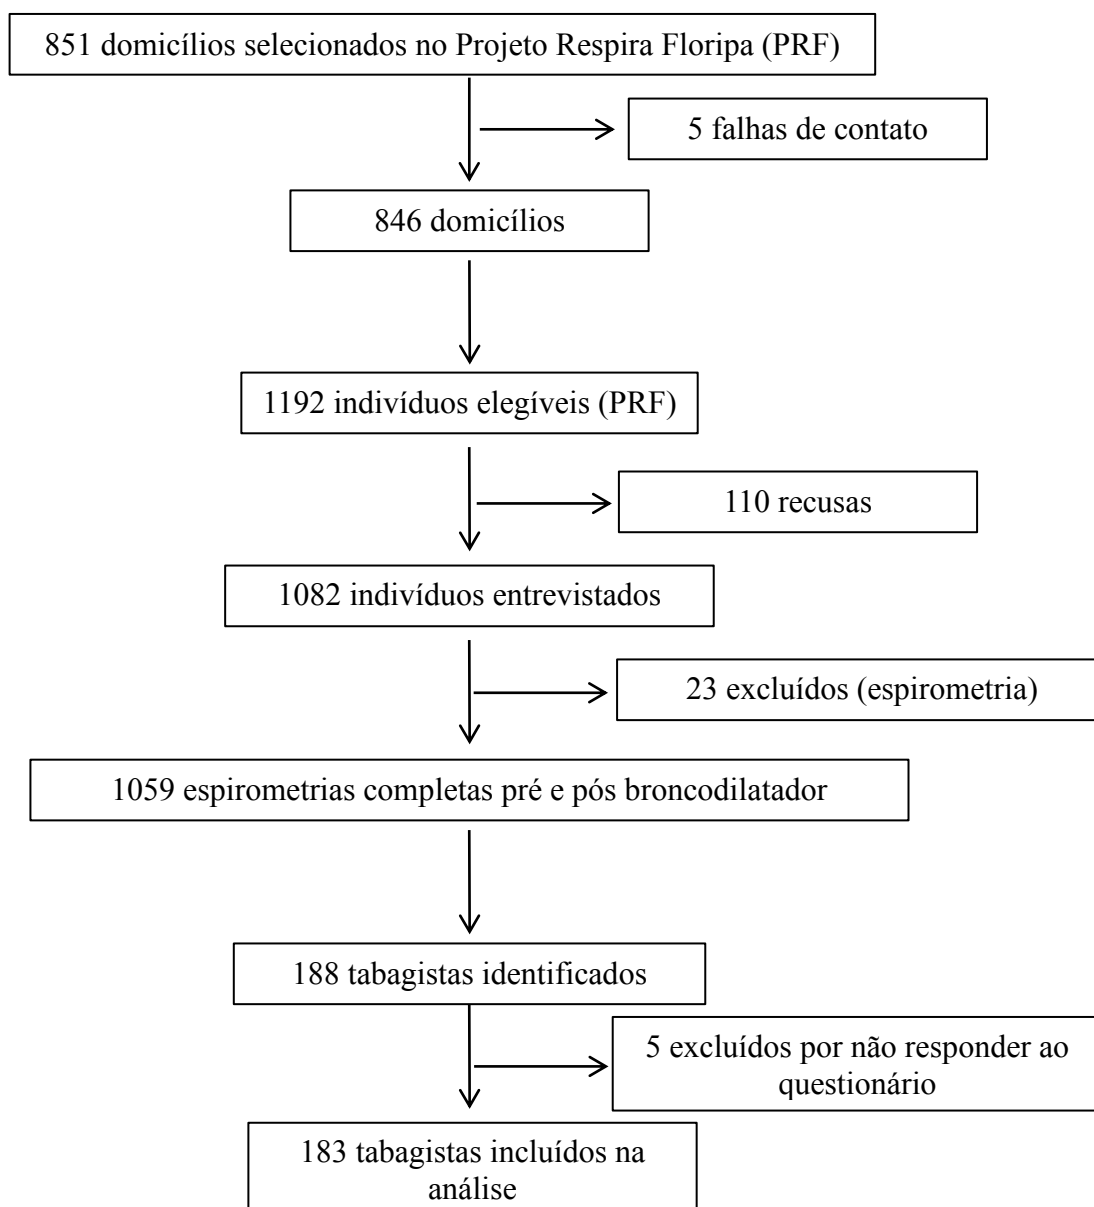 851 domicílios selecionados no Projeto Respira Floripa (PRF)
5 falhas de contato
846 domicílios
1192 indivíduos elegíveis (PRF)
110 recusas
1082 indivíduos entrevistados
23 excluídos (espirometria)
1059 espirometrias completas pré e pós broncodilatador
188 tabagistas identificados
5 excluídos por não responder ao
questionário
183 tabagistas incluídos na
análise